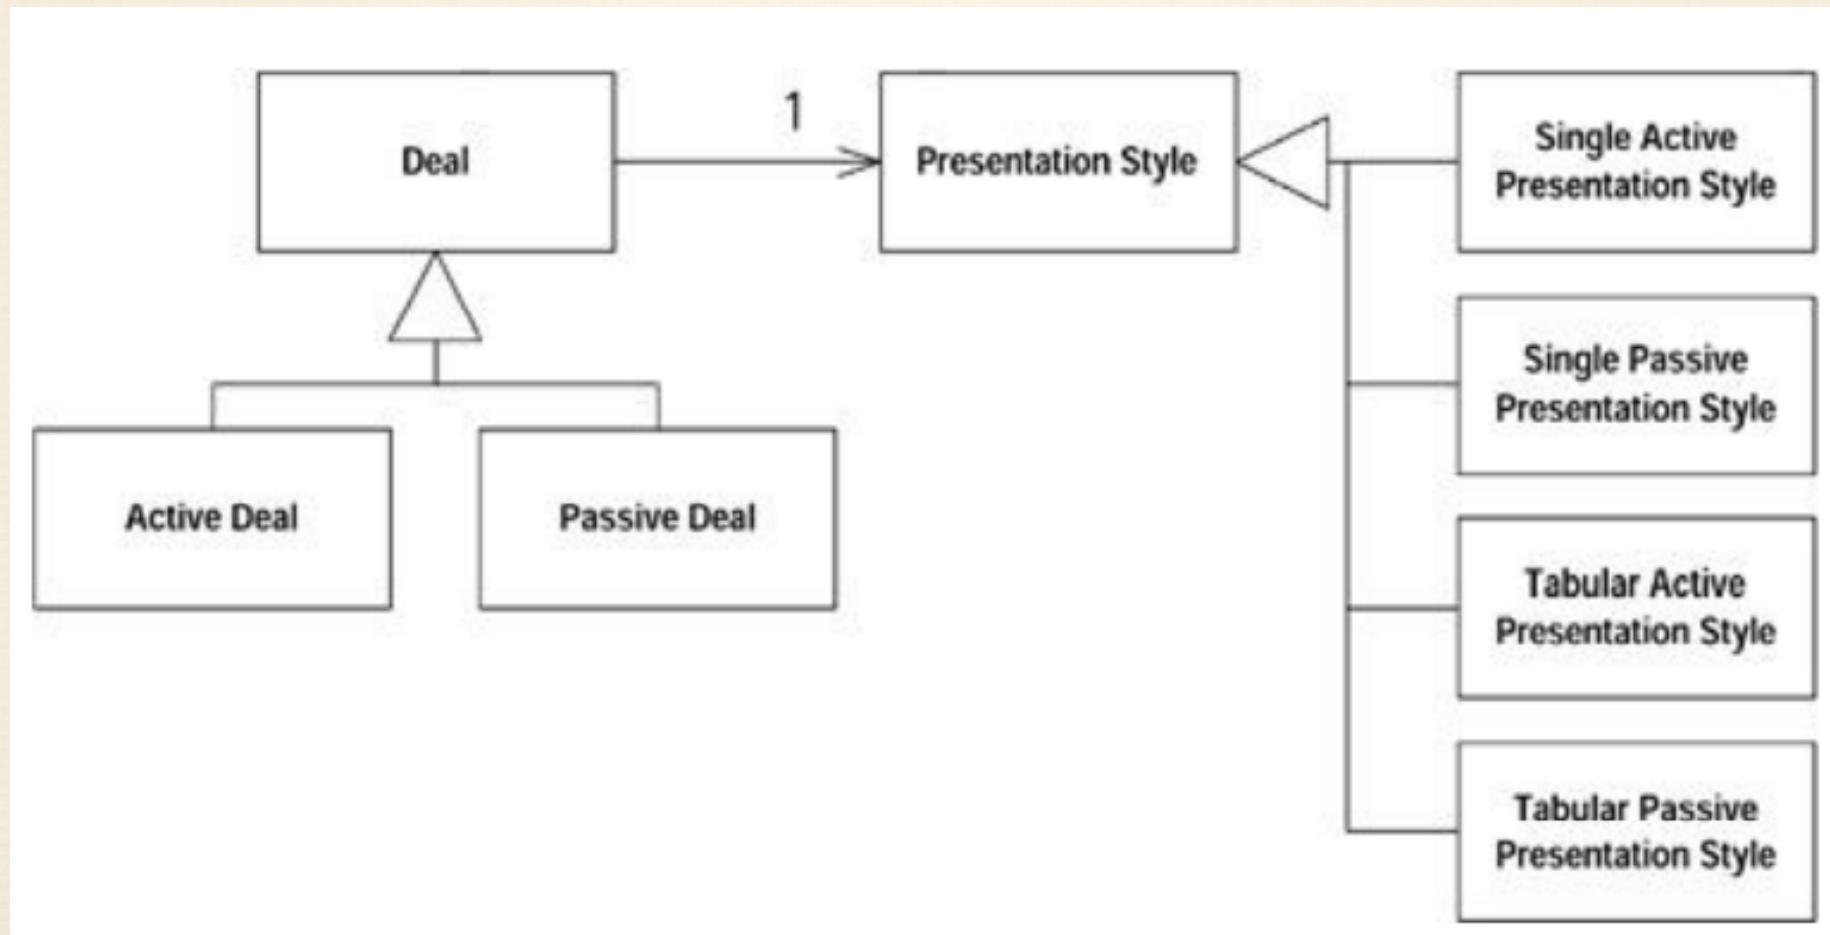 Deal
1
Presentation Style
Single Active
Presentation Style
Single Passive
Presentation Style
Active Deal
Passive Deal
Tabular Active
Presentation Style
Tabular Passive
Presentation Style